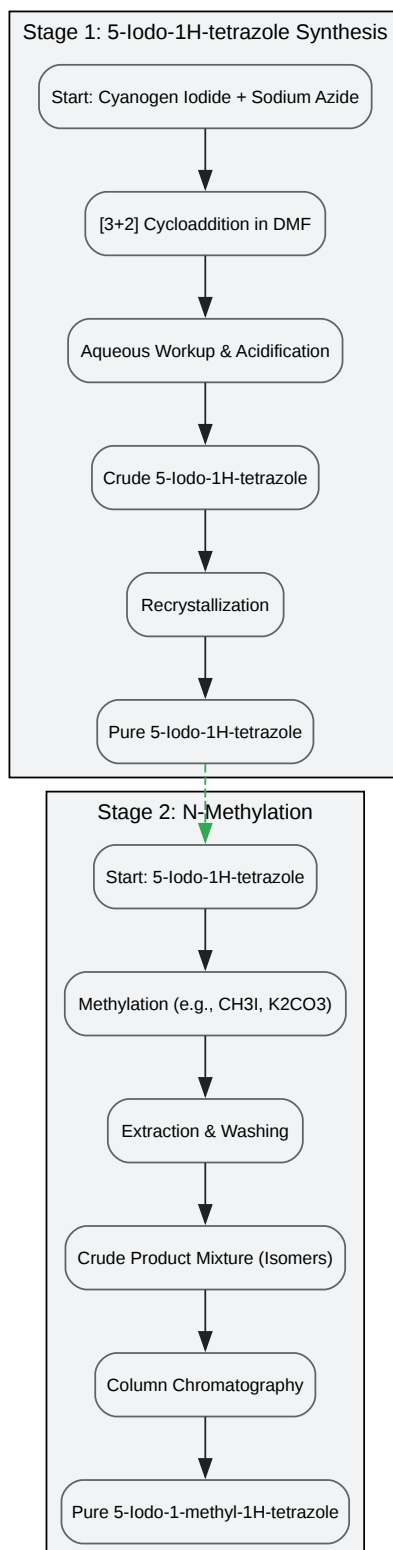 Stage 1: 5-Iodo-1H-tetrazole Synthesis
Start: Cyanogen Iodide + Sodium Azide
[3+2] Cycloaddition in DMF
Aqueous Workup & Acidification
Crude 5-Iodo-1H-tetrazole
Recrystallization
Pure 5-Iodo-1H-tetrazole
Stage 2: N-Methylation
Start: 5-Iodo-1H-tetrazole
Methylation (e.g., CH3I, K2CO3)
Extraction & Washing
Crude Product Mixture (Isomers)
Column Chromatography
Pure 5-Iodo-1-methyl-1H-tetrazole